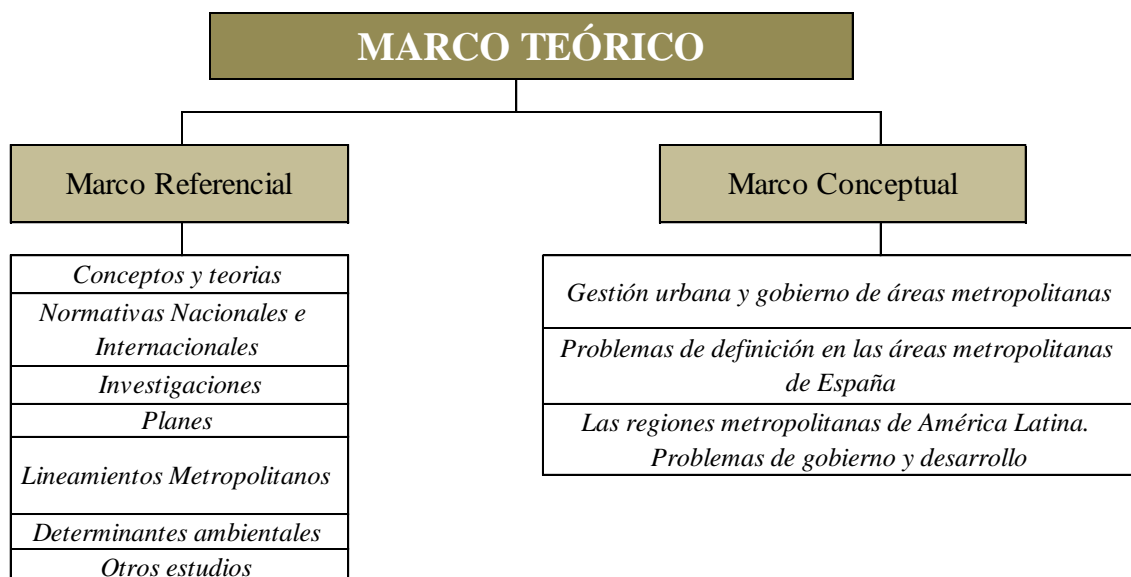 MARCO TEÓRICO
Marco Referencial
Conceptos y teorias
Normativas Nacionales e
Internacionales
Investigaciones
Planes
Lineamientos Metropolitanos
Determinantes ambientales
Otros estudios
Marco Conceptual
Gestión urbana y gobierno de áreas metropolitanas
Problemas de definición en las áreas metropolitanas
de España
Las regiones metropolitanas de América Latina.
Problemas de gobierno y desarrollo